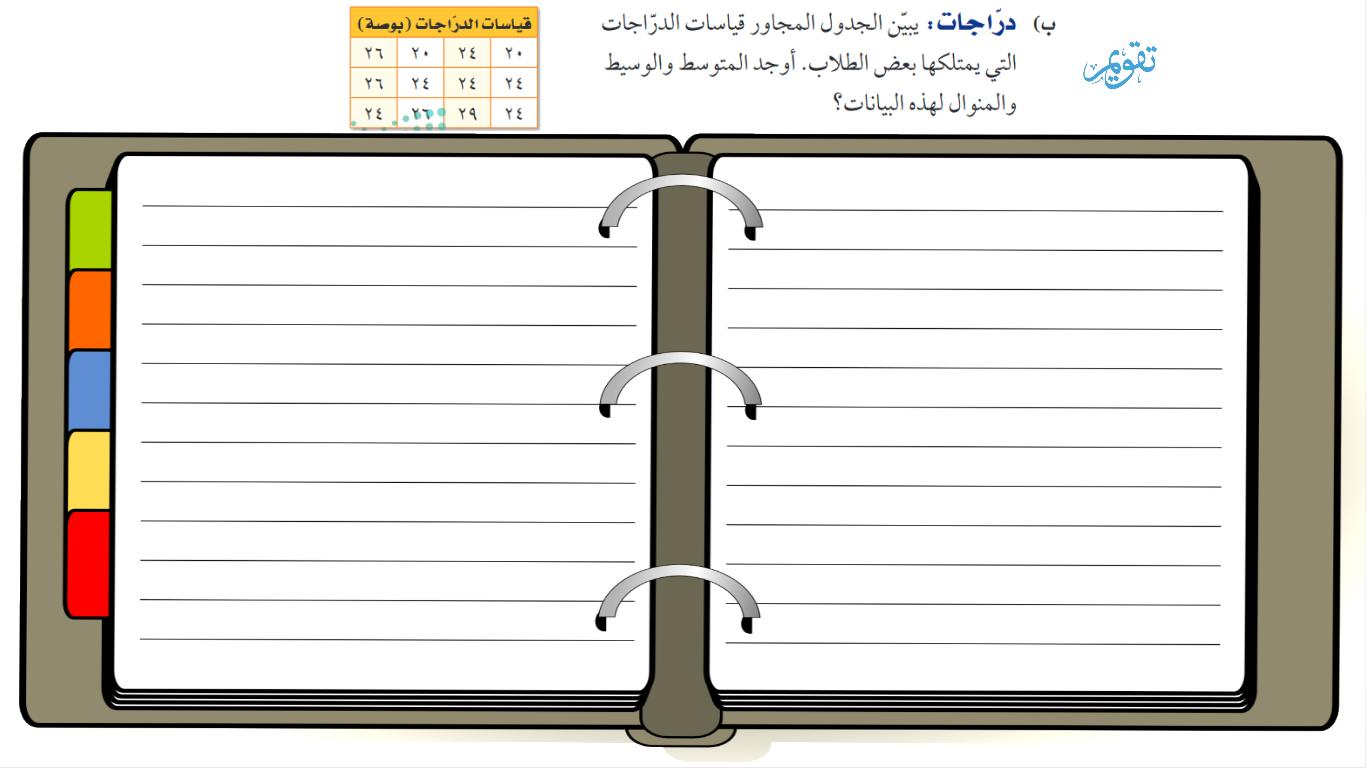 تقويم
ب) درّاجات: يبيّن الجدول المجاور قياسات الدرّاجات
التي يمتلكها بعض الطلاب. أوجد المتوسط والوسيط
والمنوال لهذه البيانات؟
قياسات الدرّاجات (بوصة)
٢٠ ٢٤ ٢٠ ٢٦
٢٤ ٢٤ ٢٤ ٢٦
٢٤ ٢٩ ٢٦ ٢٤